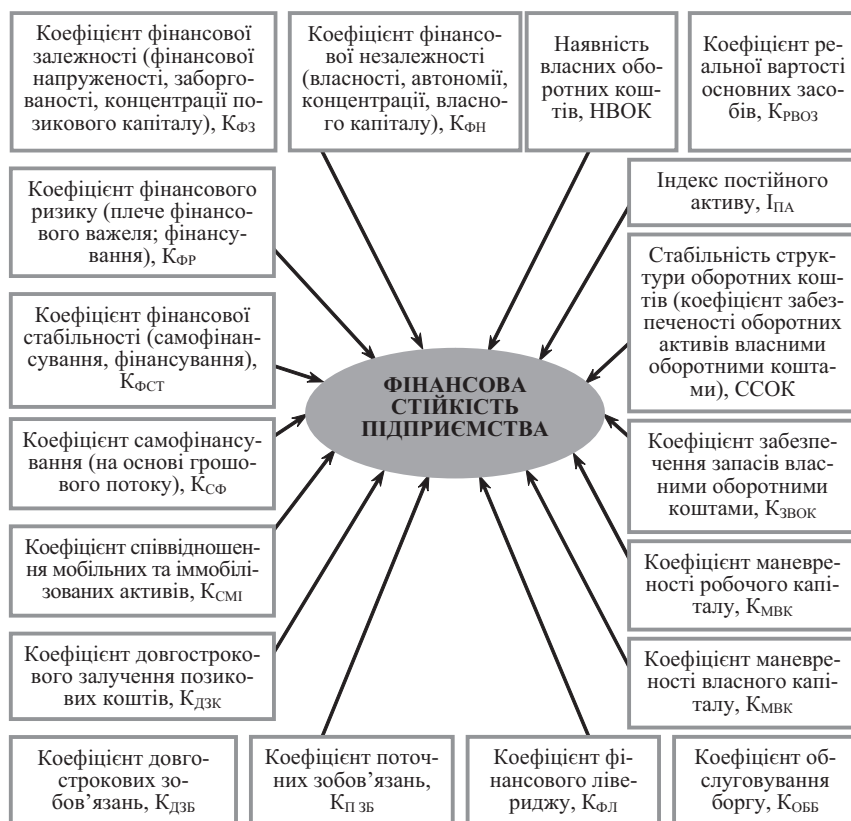 Коефіцієнт фінансової
залежності (фінансової
напруженості, заборго-
ваності, концентрації по-
зикового капіталу), КФЗ
Коефіцієнт фінансо-
вої незалежності
(власності, автономії,
концентрації, власно-
го капіталу), КФН
Наявність
власних обо-
ротних кош-
тів, НВОК
Коефіцієнт ре-
альної вартості
основних засо-
бів, КРВОЗ
Коефіцієнт фінансового
ризику (плече фінансо-
вого важеля; фінансу-
вання), КФР
Індекс постійного
активу, ІПА
Коефіцієнт фінансової
стабільності (самофінан-
сування, фінансування),
КФСТ
Стабільність струк-
тури оборотних кош-
тів (коефіцієнт забез-
печеності оборотних
активів власними
оборотними кошта-
ми), ССОК
ФІНАНСОВА
СТІЙКІСТЬ
ПІДПРИЄМСТВА
Коефіцієнт самофінансу-
вання (на основі грошо-
вого потоку), КСФ
Коефіцієнт забезпе-
чення запасів влас-
ними оборотними
коштами, КЗВОК
Коефіцієнт співвідношен-
ня мобільних та іммобілі-
зованих активів, КСМІ
Коефіцієнт маневре-
ності робочого капі-
талу, КМВК
Коефіцієнт довгостроко-
вого залучення позико-
вих коштів, КДЗК
Коефіцієнт маневре-
ності власного капі-
талу, КМВК
Коефіцієнт довго-
строкових зо-
бов’язань, КДЗБ
Коефіцієнт поточ-
них зобов’язань,
КП ЗБ
Коефіцієнт фі-
нансового ліве-
риджу, КФЛ
Коефіцієнт об-
слуговування
боргу, КОББ